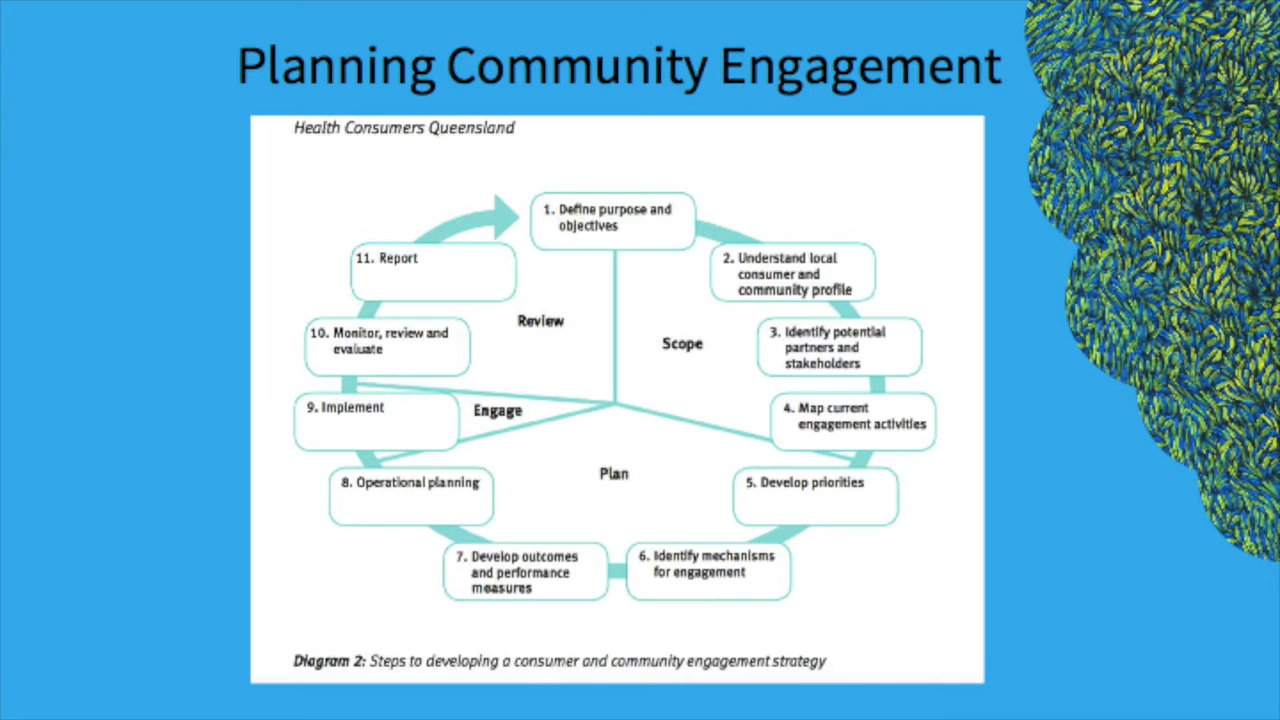 Planning Community Engagement
Health Consumers Queensland
1. Define purpose and
objectives
2. Understand local
consumer and
community profile
3. Identify potential
partners and
stakeholders
4. Map current
engagement activities
5. Develop priorities
6. Identify mechanisms
for engagement
7. Develop outcomes
and performance
measures
8. Operational planning
9. Implement
10. Monitor, review and
evaluate
11. Report
Review
Scope
Engage
Plan
Diagram 2: Steps to developing a consumer and community engagement strategy